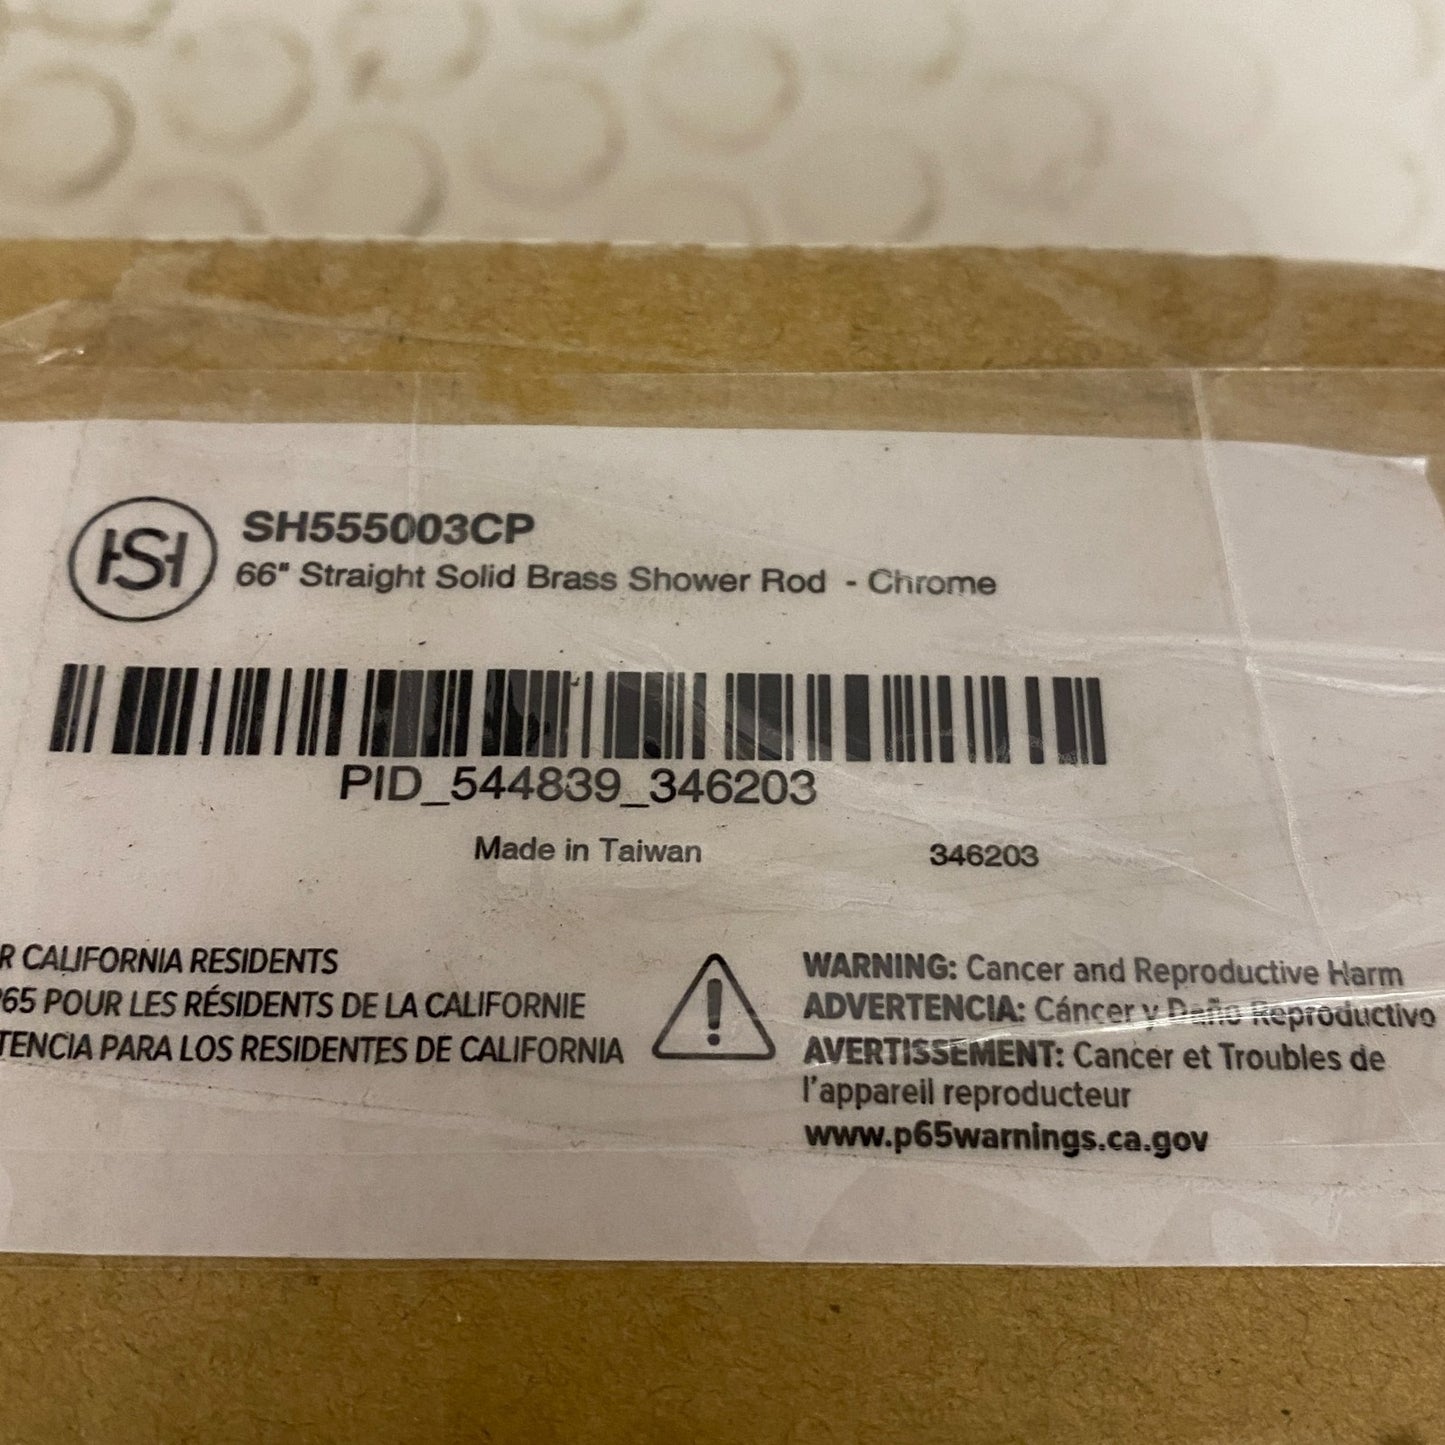 HSH
SH555003CP
66" Straight Solid Brass Shower Rod - Chrome
PID_544839_346203
Made in Taiwan 346203
R CALIFORNIA RESIDENTS
65 POUR LES RÉSIDENTS DE LA CALIFORNIE
TENCIA PARA LOS RESIDENTES DE CALIFORNIA
WARNING: Cancer and Reproductive Harm
ADVERTENCIA: Cáncer y Daño Reproductivo
AVERTISSEMENT: Cancer et Troubles de
l'appareil reproducteur
www.p65warnings.ca.gov